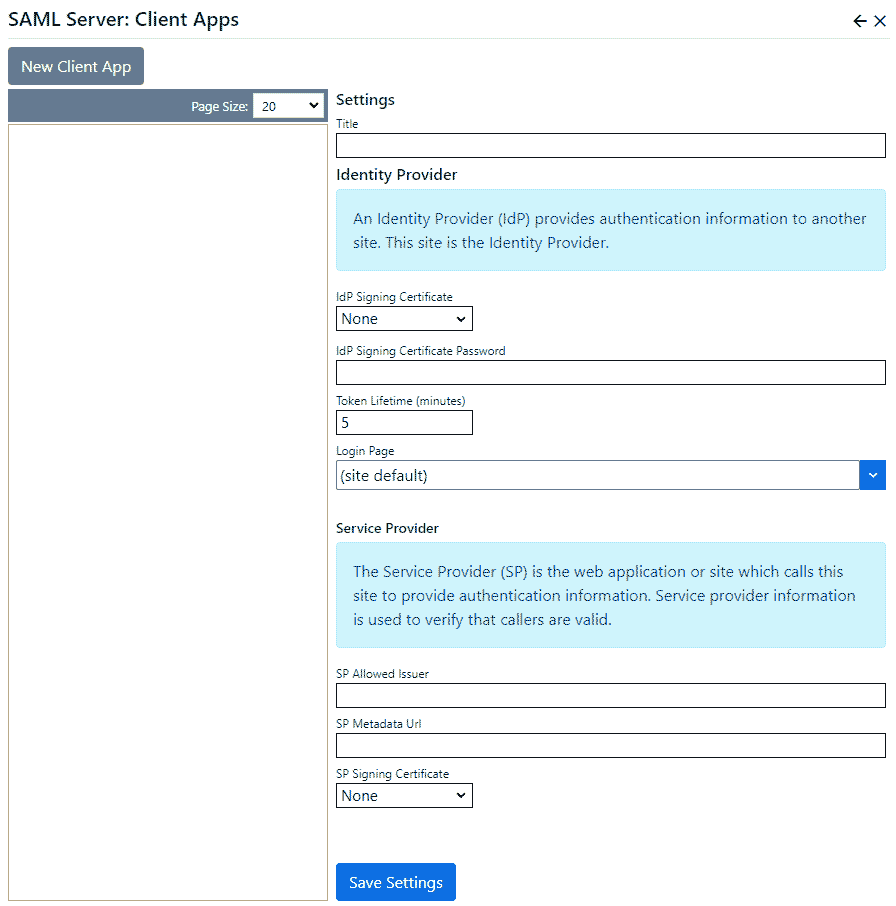 SAML Server: Client Apps
New Client App
Page Size: 20
Settings
Title
Identity Provider
An Identity Provider (IdP) provides authentication information to another
site. This site is the Identity Provider.
IdP Signing Certificate
None
IdP Signing Certificate Password
Token Lifetime (minutes)
5
Login Page
(site default)
Service Provider
The Service Provider (SP) is the web application or site which calls this
site to provide authentication information. Service provider information
is used to verify that callers are valid.
SP Allowed Issuer
SP Metadata Url
SP Signing Certificate
None
Save Settings